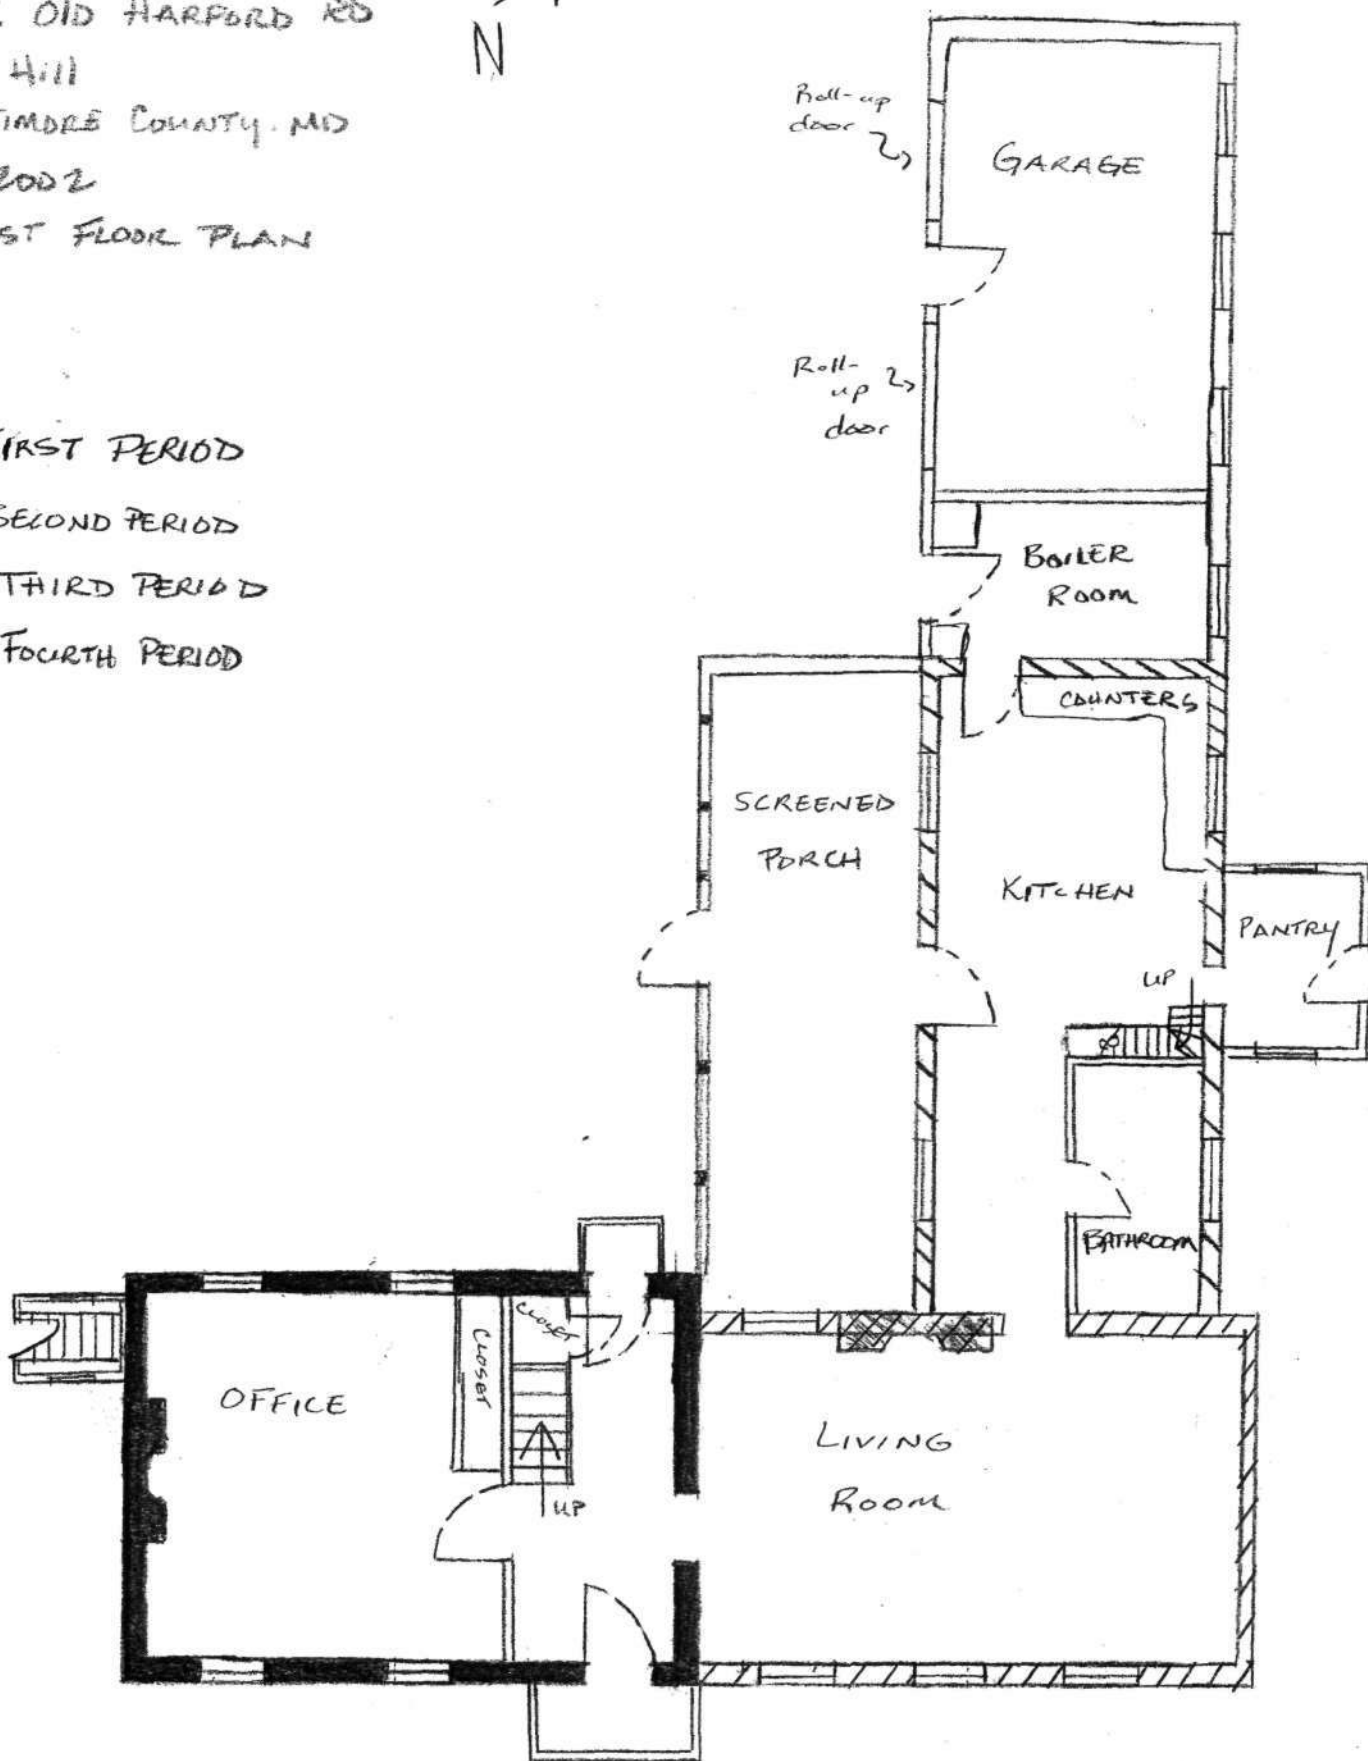 OLD HARFORD RD
N
Hill
TIMORE COUNTY. MD
2002
ST FLOOR PLAN
Roll-up
door
GARAGE
Roll-
up
door
FIRST PERIOD
SECOND PERIOD
THIRD PERIOD
FOURTH PERIOD
BOILER
ROOM
COUNTERS
SCREENED
PORCH
KITCHEN
PANTRY
UP
BATHROOM
CLOSET
CLOSET
OFFICE
LIVING
ROOM
UP